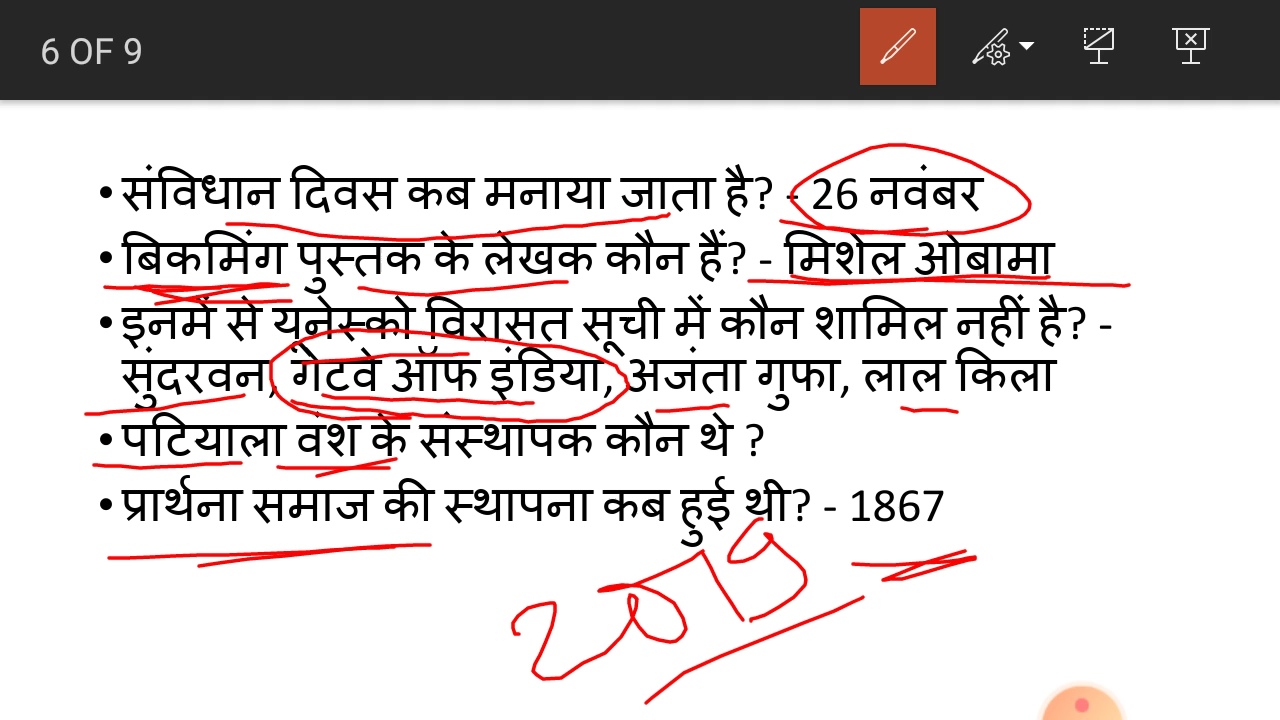 6 OF 9
• संविधान दिवस कब मनाया जाता है? - 26 नवंबर
• बिकमिंग पुस्तक के लेखक कौन हैं? - मिशेल ओबामा
• इनमें से यूनेस्को विरासत सूची में कौन शामिल नहीं है? -
सुंदरवन, गेटवे ऑफ इंडिया, अजंता गुफा, लाल किला
• पटियाला वंश के संस्थापक कौन थे ?
• प्रार्थना समाज की स्थापना कब हुई थी? - 1867
2019